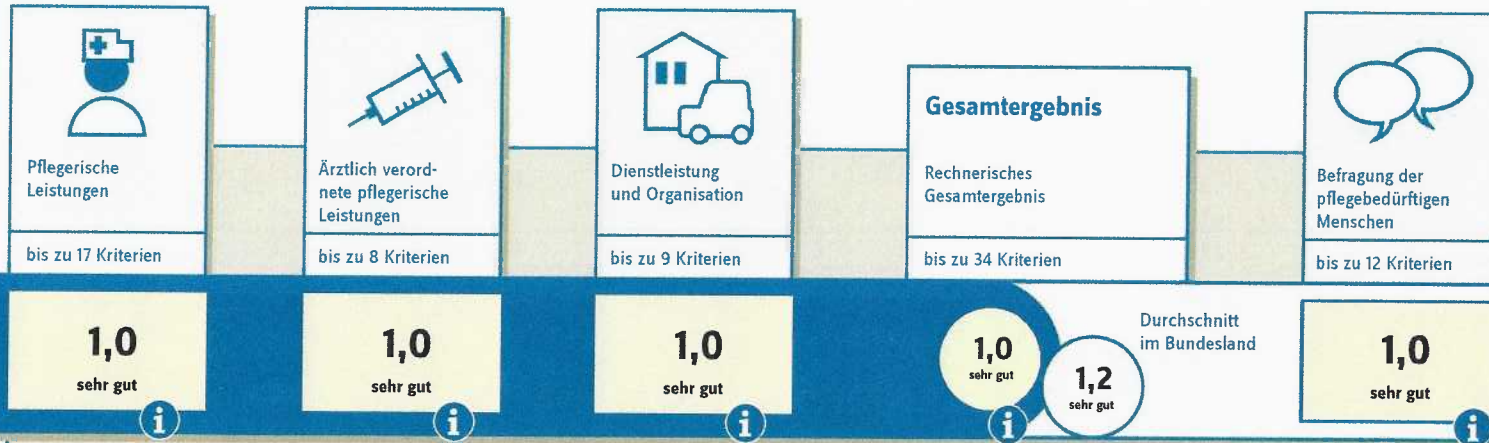 Pflegerische
Leistungen
bis zu 17 Kriterien
1,0
sehr gut
i
Ärztlich verord-
nete pflegerische
Leistungen
bis zu 8 Kriterien
1,0
sehr gut
i
Dienstleistung
und Organisation
bis zu 9 Kriterien
1,0
sehr gut
i
Gesamtergebnis
Rechnerisches
Gesamtergebnis
bis zu 34 Kriterien
1,0
sehr gut
i
1,2
sehr gut
Durchschnitt
im Bundesland
Befragung der
pflegebedürftigen
Menschen
bis zu 12 Kriterien
1,0
sehr gut
i